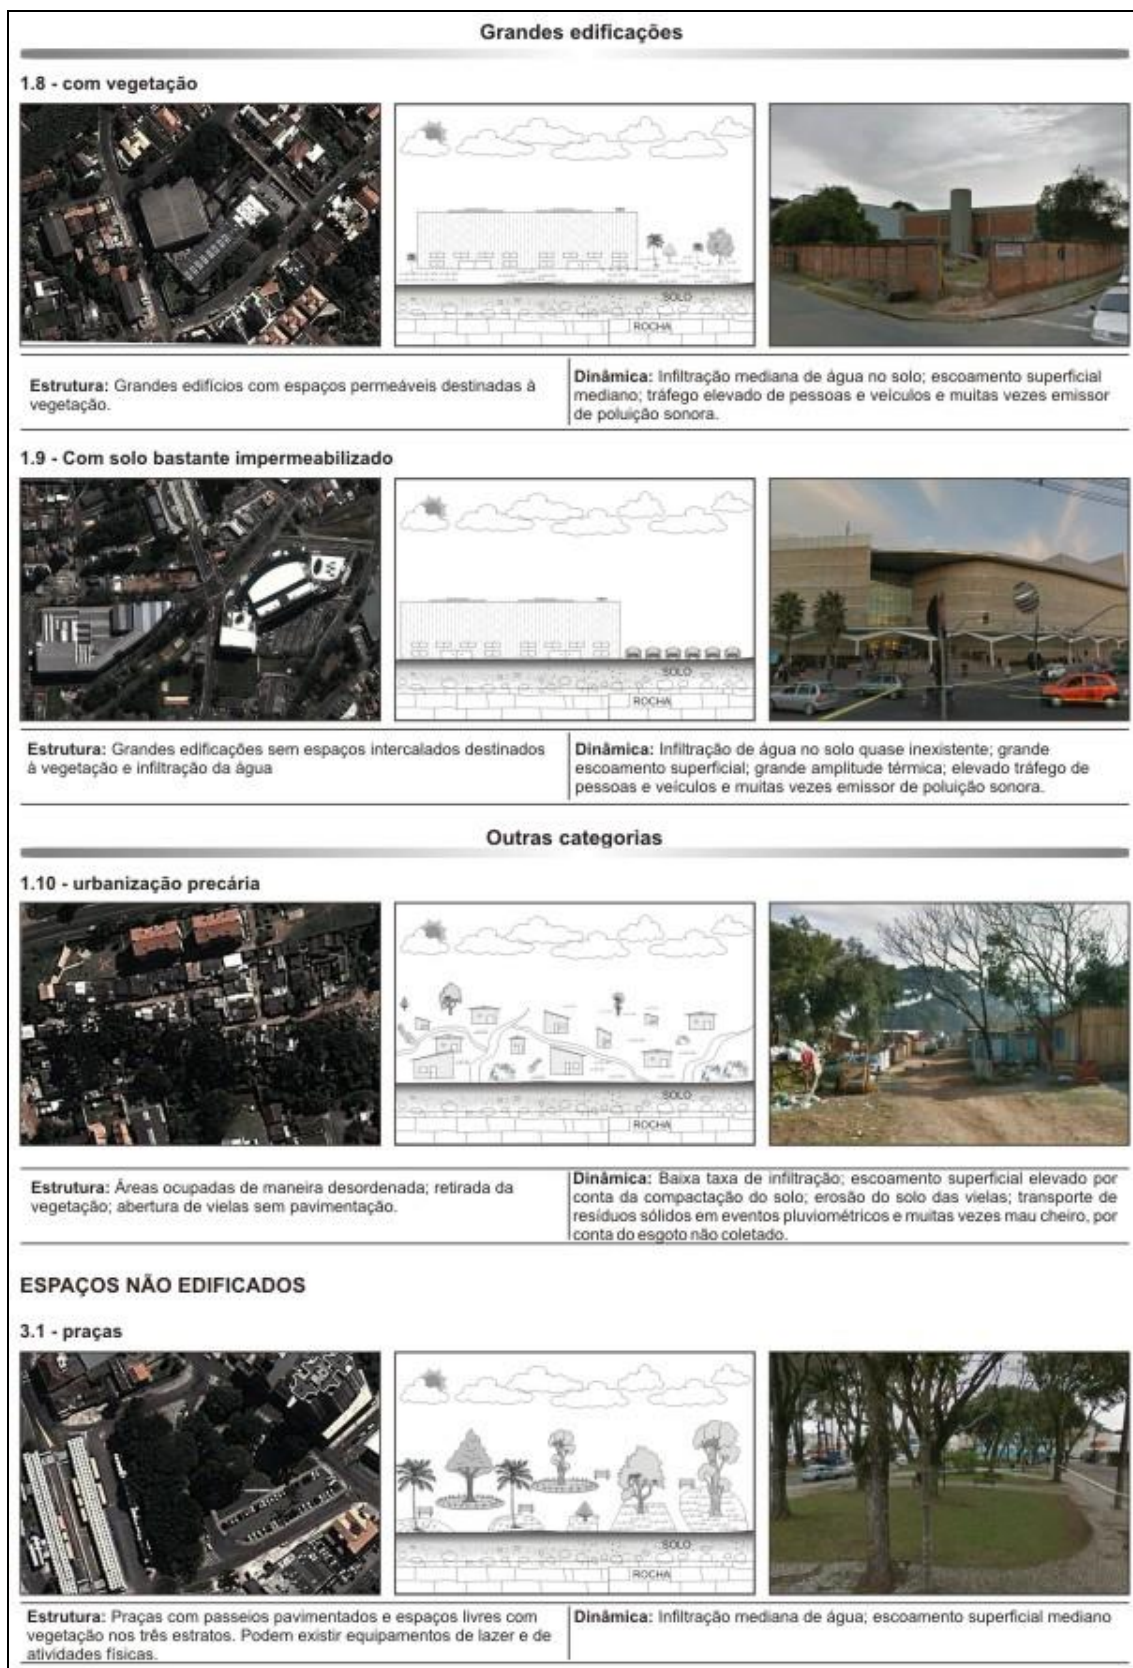 Grandes edificações
1.8 - com vegetação
SOLO
ROCHA
Estrutura: Grandes edifícios com espaços permeáveis destinadas à
vegetação.
Dinâmica: Infiltração mediana de água no solo; escoamento superficial
mediano; tráfego elevado de pessoas e veículos e muitas vezes emissor
de poluição sonora.
1.9 - Com solo bastante impermeabilizado
SOLO
ROCHA
Estrutura: Grandes edificações sem espaços intercalados destinados
à vegetação e infiltração da água
Dinâmica: Infiltração de água no solo quase inexistente; grande
escoamento superficial; grande amplitude térmica; elevado tráfego de
pessoas e veículos e muitas vezes emissor de poluição sonora.
Outras categorias
1.10 - urbanização precária
SOLO
ROCHA
Estrutura: Áreas ocupadas de maneira desordenada; retirada da
vegetação; abertura de vielas sem pavimentação.
Dinâmica: Baixa taxa de infiltração; escoamento superficial elevado por
conta da compactação do solo; erosão do solo das vielas; transporte de
resíduos sólidos em eventos pluviométricos e muitas vezes mau cheiro, por
conta do esgoto não coletado.
ESPAÇOS NÃO EDIFICADOS
3.1 - praças
SOLO
ROCHA
Estrutura: Praças com passeios pavimentados e espaços livres com
vegetação nos três estratos. Podem existir equipamentos de lazer e de
atividades físicas.
Dinâmica: Infiltração mediana de água; escoamento superficial mediano